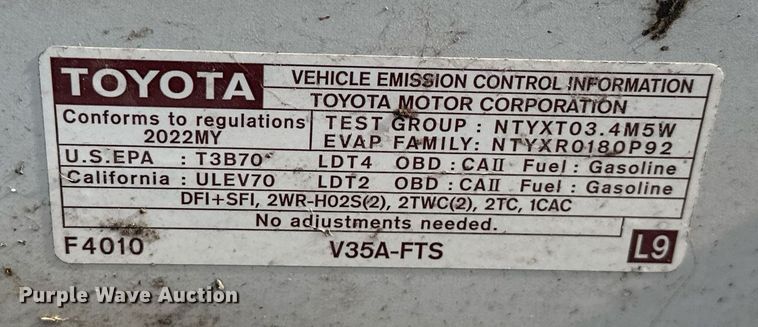 TOYOTA
VEHICLE EMISSION CONTROL INFORMATION
TOYOTA MOTOR CORPORATION
Conforms to regulations
2022MY
TEST GROUP : NTYXT03.4M5W
EVAP FAMILY: NTYXR0180P92
U.S.EPA : T3B70 LDT4 OBD : CAII Fuel : Gasoline
California : ULEV70 LDT2 OBD : CAII Fuel : Gasoline
DFI+SFI, 2WR-HO2S(2), 2TWC(2), 2TC, 1CAC
No adjustments needed.
F4010 V35A-FTS L9
Purple Wave Auction